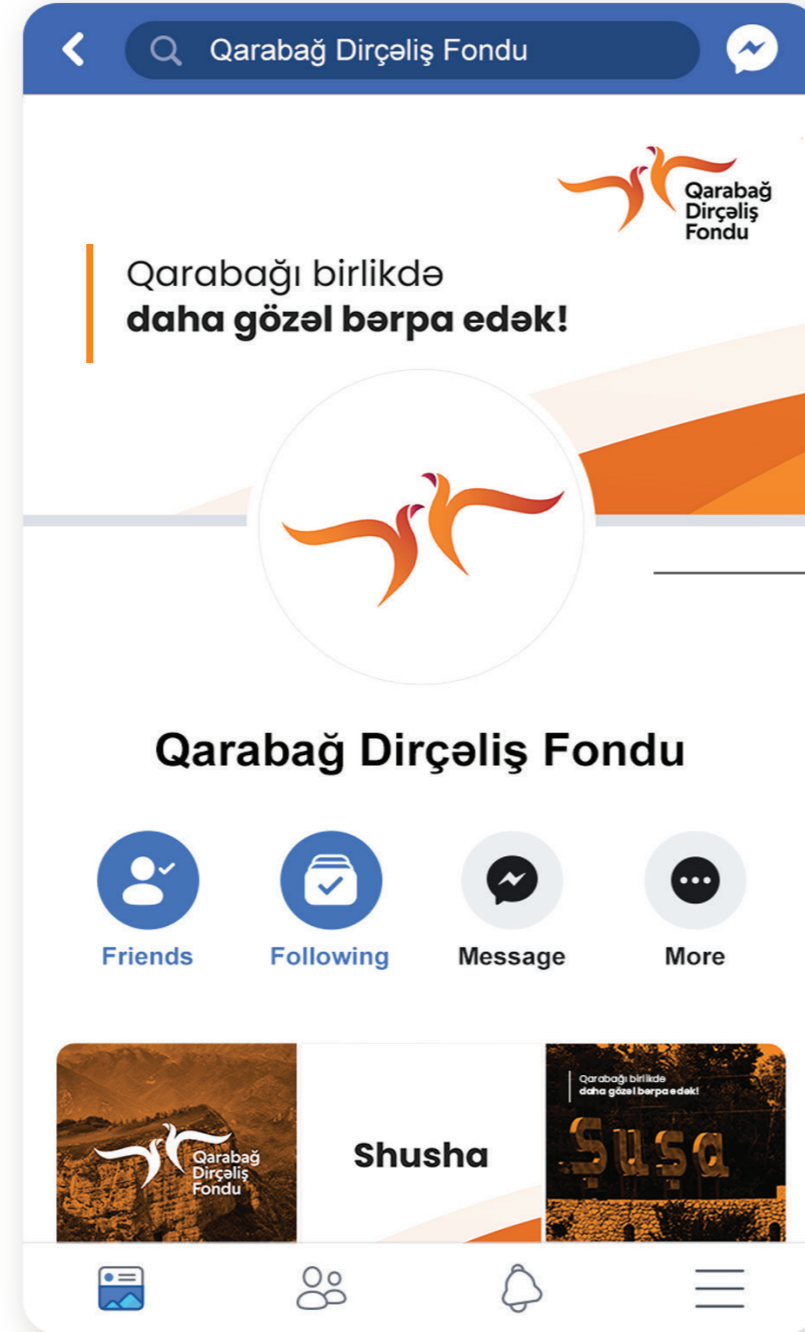 Qarabağ Dirçəliş Fondu
Qarabağ
Dirçəliş
Fondu
Qarabağı birlikdə
daha gözəl bərpa edək!
Qarabağ Dirçəliş Fondu
Friends
Following
Message
More
Qarabağ
Dirçəliş
Fondu
Shusha
Qarabağı birlikdə
daha gözəl bərpa edək!
Şuşa